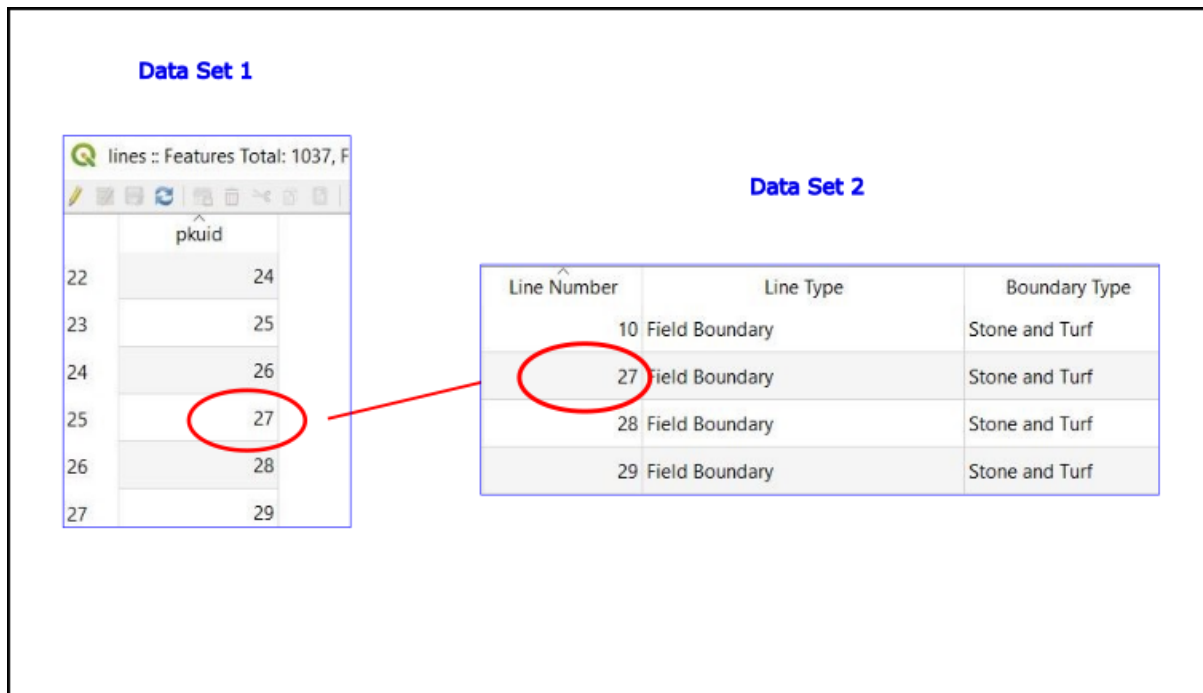 Data Set 1
lines :: Features Total: 1037, F
pkuid
22 24
23 25
24 26
25 27
26 28
27 29
Data Set 2
Line Number Line Type Boundary Type
10 Field Boundary Stone and Turf
27 Field Boundary Stone and Turf
28 Field Boundary Stone and Turf
29 Field Boundary Stone and Turf